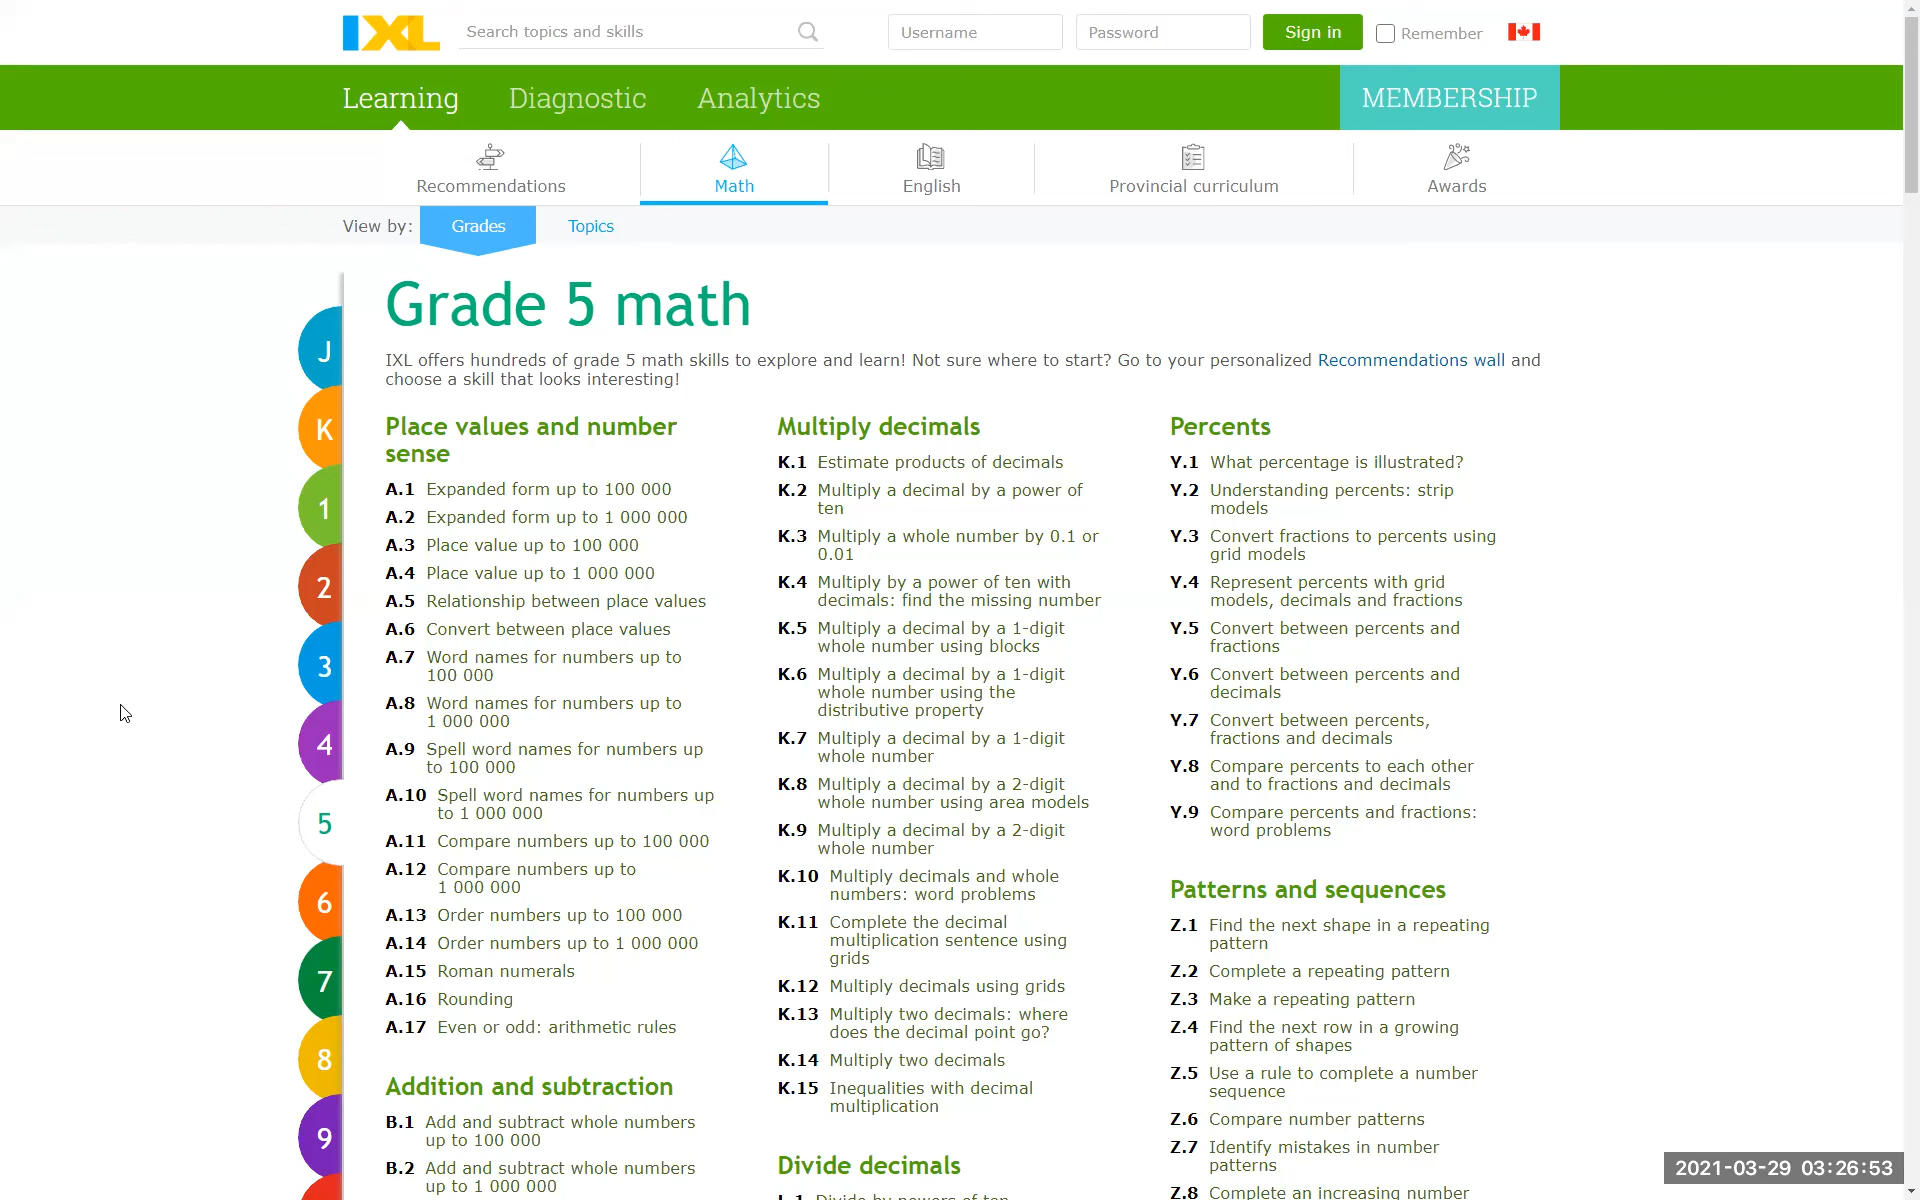 IXL
Search topics and skills
Username
Password
Sign in
Remember
Learning
Diagnostic
Analytics
MEMBERSHIP
Recommendations
Math
English
Provincial curriculum
Awards
View by:
Grades
Topics
J
K
1
2
3
4
5
6
7
8
9
Grade 5 math
IXL offers hundreds of grade 5 math skills to explore and learn! Not sure where to start? Go to your personalized Recommendations wall and
choose a skill that looks interesting!
Place values and number
sense
A.1 Expanded form up to 100 000
A.2 Expanded form up to 1 000 000
A.3 Place value up to 100 000
A.4 Place value up to 1 000 000
A.5 Relationship between place values
A.6 Convert between place values
A.7 Word names for numbers up to
100 000
A.8 Word names for numbers up to
1 000 000
A.9 Spell word names for numbers up
to 100 000
A.10 Spell word names for numbers up
to 1 000 000
A.11 Compare numbers up to 100 000
A.12 Compare numbers up to
1 000 000
A.13 Order numbers up to 100 000
A.14 Order numbers up to 1 000 000
A.15 Roman numerals
A.16 Rounding
A.17 Even or odd: arithmetic rules
Addition and subtraction
B.1 Add and subtract whole numbers
up to 100 000
B.2 Add and subtract whole numbers
up to 1 000 000
Multiply decimals
K.1 Estimate products of decimals
K.2 Multiply a decimal by a power of
ten
K.3 Multiply a whole number by 0.1 or
0.01
K.4 Multiply by a power of ten with
decimals: find the missing number
K.5 Multiply a decimal by a 1-digit
whole number using blocks
K.6 Multiply a decimal by a 1-digit
whole number using the
distributive property
K.7 Multiply a decimal by a 1-digit
whole number
K.8 Multiply a decimal by a 2-digit
whole number using area models
K.9 Multiply a decimal by a 2-digit
whole number
K.10 Multiply decimals and whole
numbers: word problems
K.11 Complete the decimal
multiplication sentence using
grids
K.12 Multiply decimals using grids
K.13 Multiply two decimals: where
does the decimal point go?
K.14 Multiply two decimals
K.15 Inequalities with decimal
multiplication
Divide decimals
L.1 Divide by powers of ten
Percents
Y.1 What percentage is illustrated?
Y.2 Understanding percents: strip
models
Y.3 Convert fractions to percents using
grid models
Y.4 Represent percents with grid
models, decimals and fractions
Y.5 Convert between percents and
fractions
Y.6 Convert between percents and
decimals
Y.7 Convert between percents,
fractions and decimals
Y.8 Compare percents to each other
and to fractions and decimals
Y.9 Compare percents and fractions:
word problems
Patterns and sequences
Z.1 Find the next shape in a repeating
pattern
Z.2 Complete a repeating pattern
Z.3 Make a repeating pattern
Z.4 Find the next row in a growing
pattern of shapes
Z.5 Use a rule to complete a number
sequence
Z.6 Compare number patterns
Z.7 Identify mistakes in number
patterns
Z.8 Complete an increasing number
2021-03-29 03:26:53